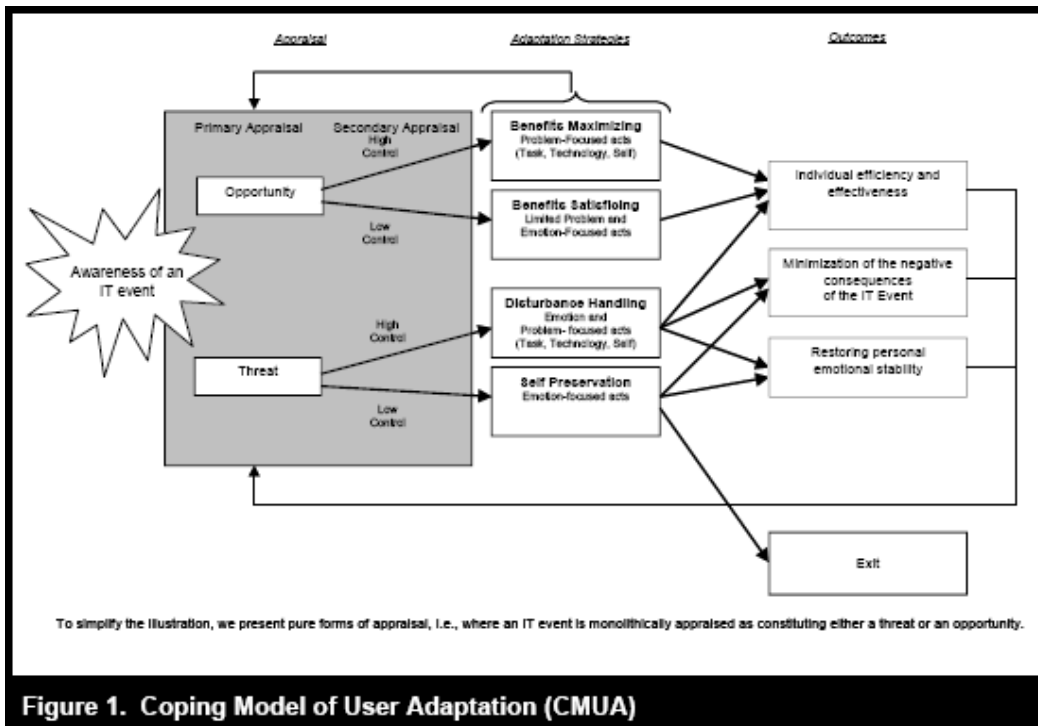 Appraisal
Adaptation Strategies
Outcomes
Primary Appraisal
Secondary Appraisal
High
Control
Opportunity
Low
Control
Awareness of an
IT event
High
Control
Threat
Low
Control
Benefits Maximizing
Problem-Focused acts
(Task, Technology, Self)
Benefits Satisficing
Limited Problem and
Emotion-Focused acts
Disturbance Handling
Emotion and
Problem- focused acts
(Task, Technology, Self)
Self Preservation
Emotion-focused acts
Individual efficiency and
effectiveness
Minimization of the negative
consequences
of the IT Event
Restoring personal
emotional stability
Exit
To simplify the illustration, we present pure forms of appraisal, i.e., where an IT event is monolithically appraised as constituting either a threat or an opportunity.
Figure 1. Coping Model of User Adaptation (CMUA)